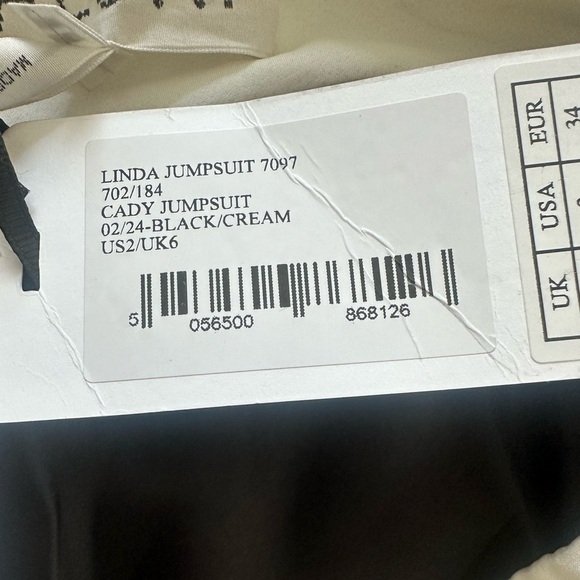 MADE
LINDA JUMPSUIT 7097
702/184
CADY JUMPSUIT
02/24-BLACK/CREAM
US2/UK6
5 056500 868126
EUR 34
USA
UK